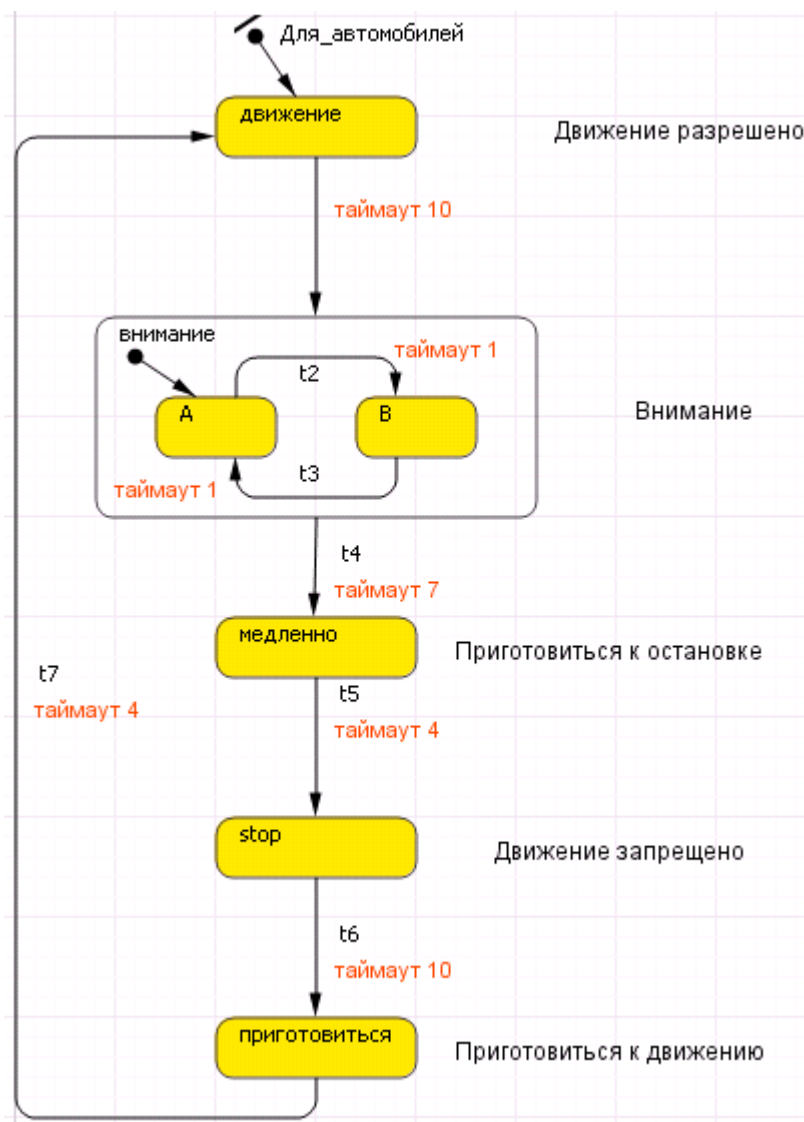 Для_автомобилей
движение
Движение разрешено
таймаут 10
внимание
таймаут 1
t2
A
B
Внимание
t3
таймаут 1
t4
таймаут 7
медленно
Приготовиться к остановке
t7
таймаут 4
t5
таймаут 4
stop
Движение запрещено
t6
таймаут 10
приготовиться
Приготовиться к движению